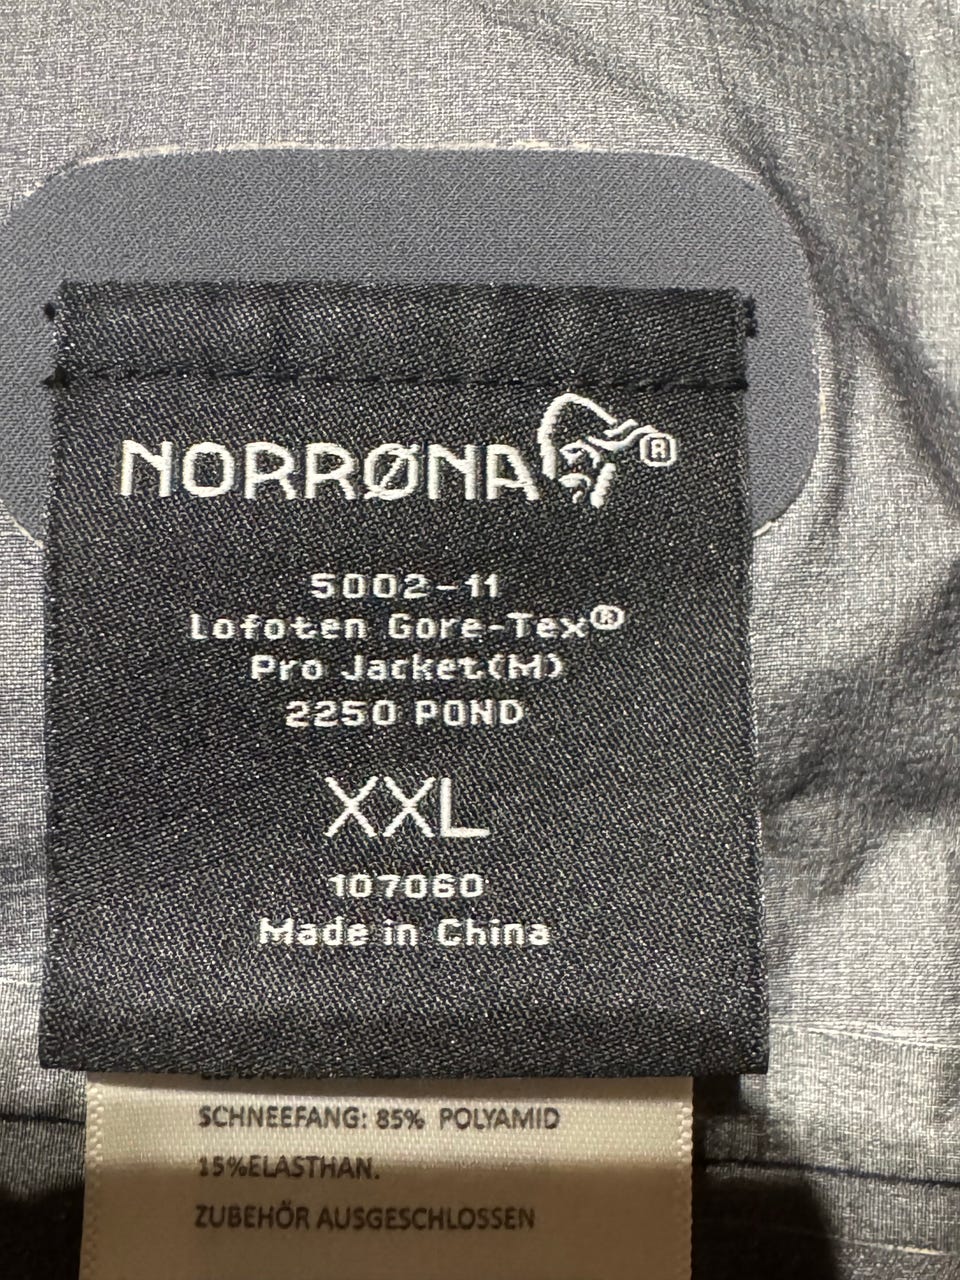 NORRØNA®
5002-11
Lofoten Gore-Tex®
Pro Jacket(M)
2250 POND
XXL
107060
Made in China
SCHNEEFANG: 85% POLYAMID
15%ELASTHAN.
ZUBEHÖR AUSGESCHLOSSEN